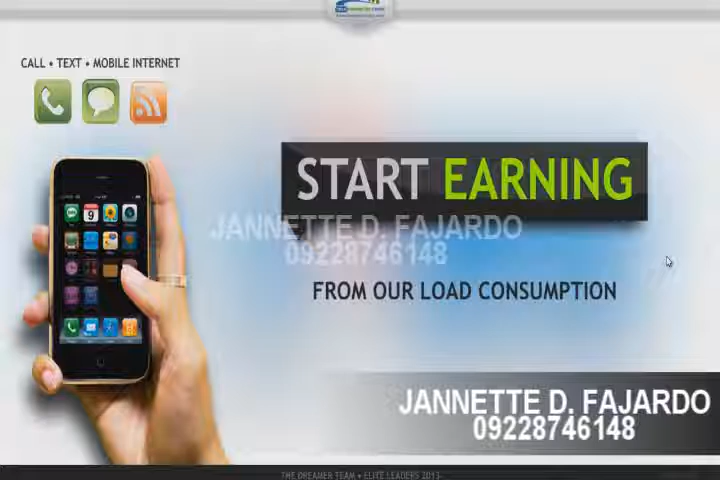 CALL • TEXT • MOBILE INTERNET
START EARNING
JANNETTE D. FAJARDO
09228746148
FROM OUR LOAD CONSUMPTION
JANNETTE D. FAJARDO
09228746148
THE DREAMER TEAM • ELITE LEADERS 2013